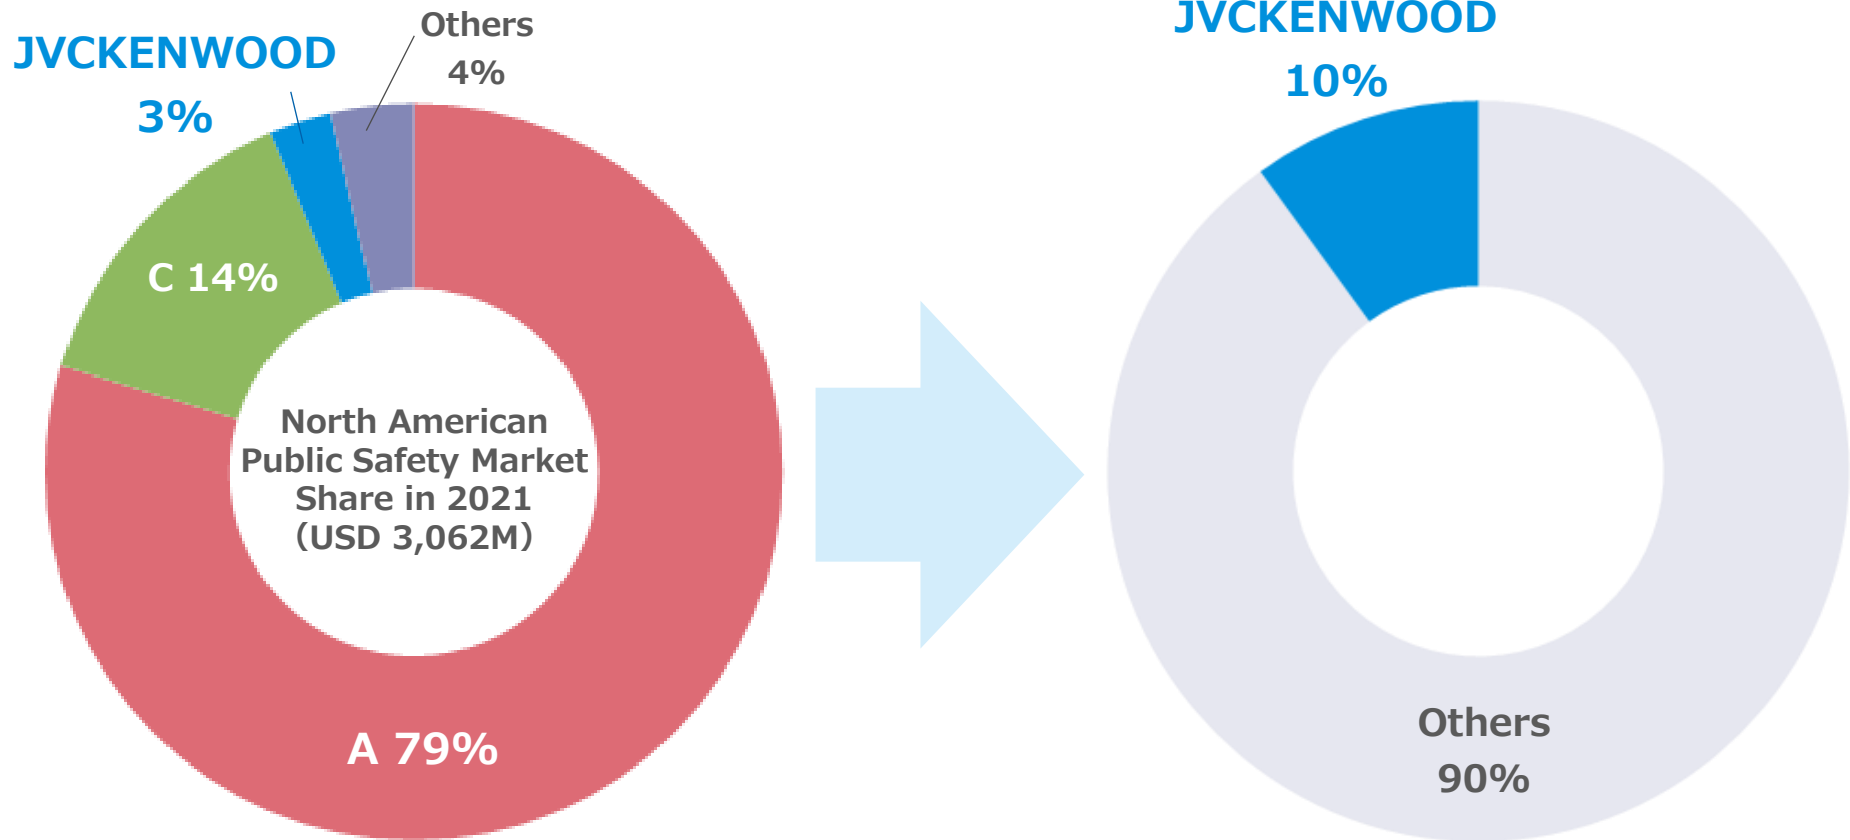 JVCKENWOOD
3%
Others
4%
C 14%
North American
Public Safety Market
Share in 2021
(USD 3,062M)
A 79%
JVCKENWOOD
10%
Others
90%